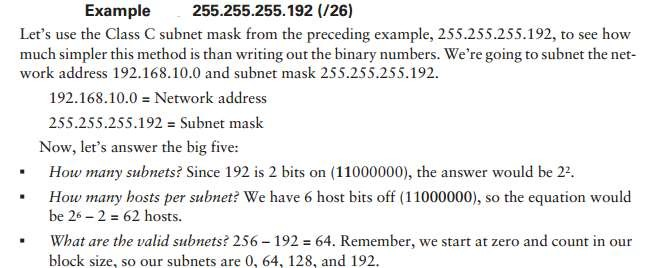 Example 255.255.255.192 (/26)
Let's use the Class C subnet mask from the preceding example, 255.255.255.192, to see how
much simpler this method is than writing out the binary numbers. We're going to subnet the net-
work address 192.168.10.0 and subnet mask 255.255.255.192.
192.168.10.0 = Network address
255.255.255.192 = Subnet mask
Now, let's answer the big five:
▪ How many subnets? Since 192 is 2 bits on (11000000), the answer would be 2².
▪ How many hosts per subnet? We have 6 host bits off (11000000), so the equation would
be 2⁶ – 2 = 62 hosts.
▪ What are the valid subnets? 256 – 192 = 64. Remember, we start at zero and count in our
block size, so our subnets are 0, 64, 128, and 192.